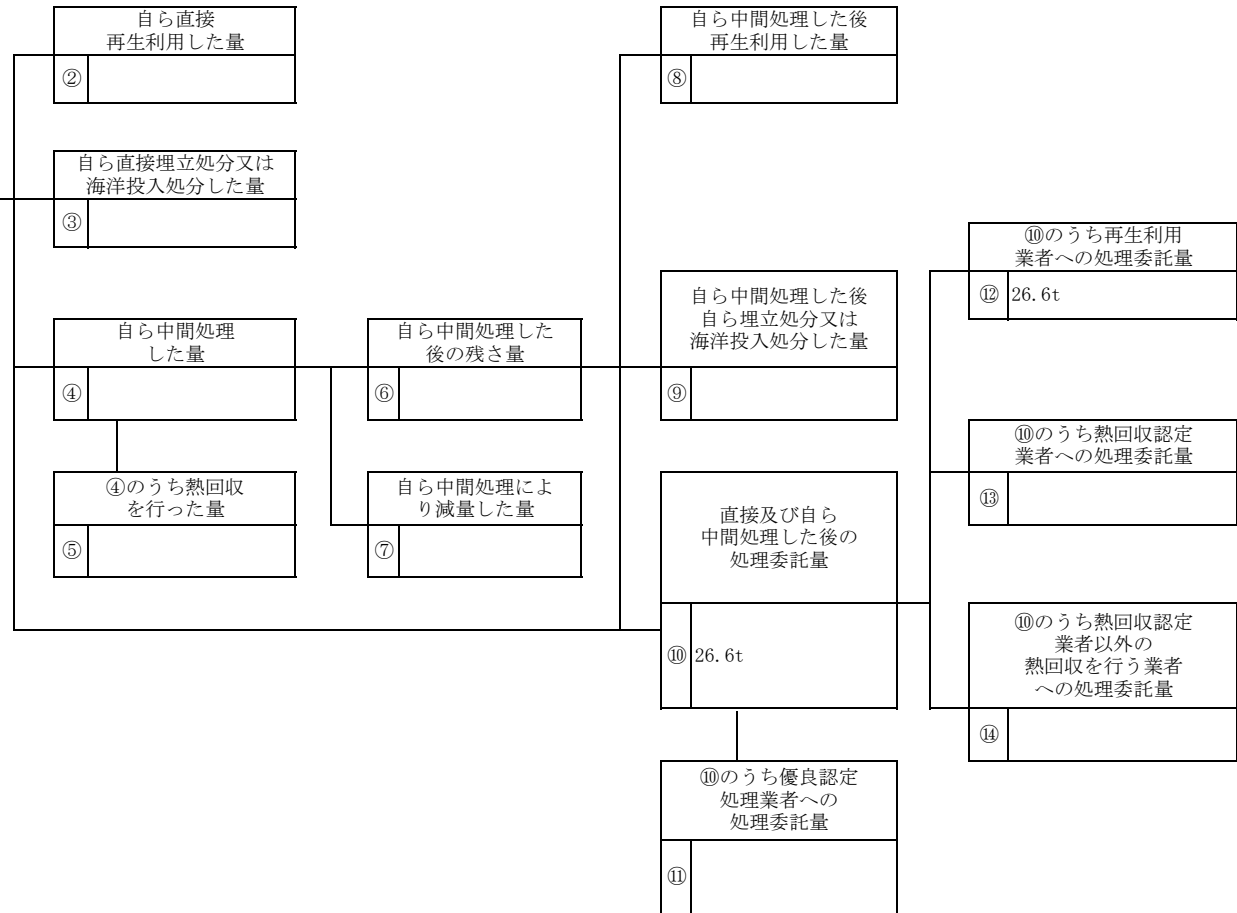 自ら直接
再生利用した量
②
自ら中間処理した後
再生利用した量
⑧
自ら直接埋立処分又は
海洋投入処分した量
③
⑩のうち再生利用
業者への処理委託量
⑫ 26.6t
自ら中間処理
した量
④
自ら中間処理した
後の残さ量
⑥
自ら中間処理した後
自ら埋立処分又は
海洋投入処分した量
⑨
⑩のうち熱回収認定
業者への処理委託量
⑬
④のうち熱回収
を行った量
⑤
自ら中間処理によ
り減量した量
⑦
直接及び自ら
中間処理した後の
処理委託量
⑩ 26.6t
⑩のうち熱回収認定
業者以外の
熱回収を行う業者
への処理委託量
⑭
⑩のうち優良認定
処理業者への
処理委託量
⑪